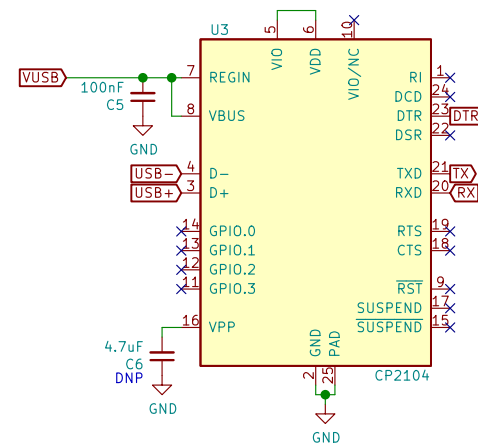 U3
5
6
10
VIO
VDD
VIO/NC
VUSB
7
REGIN
RI
1
100nF
C5
DCD
24
8
VBUS
DTR
23
DTR
GND
DSR
22
USB-
4
D-
TXD
21
TX
USB+
3
D+
RXD
20
RX
14
GPIO.0
RTS
19
13
GPIO.1
CTS
18
12
GPIO.2
11
GPIO.3
RST
9
SUSPEND
17
16
VPP
SUSPEND
15
4.7uF
C6
DNP
GND
PAD
2
25
CP2104
GND
GND